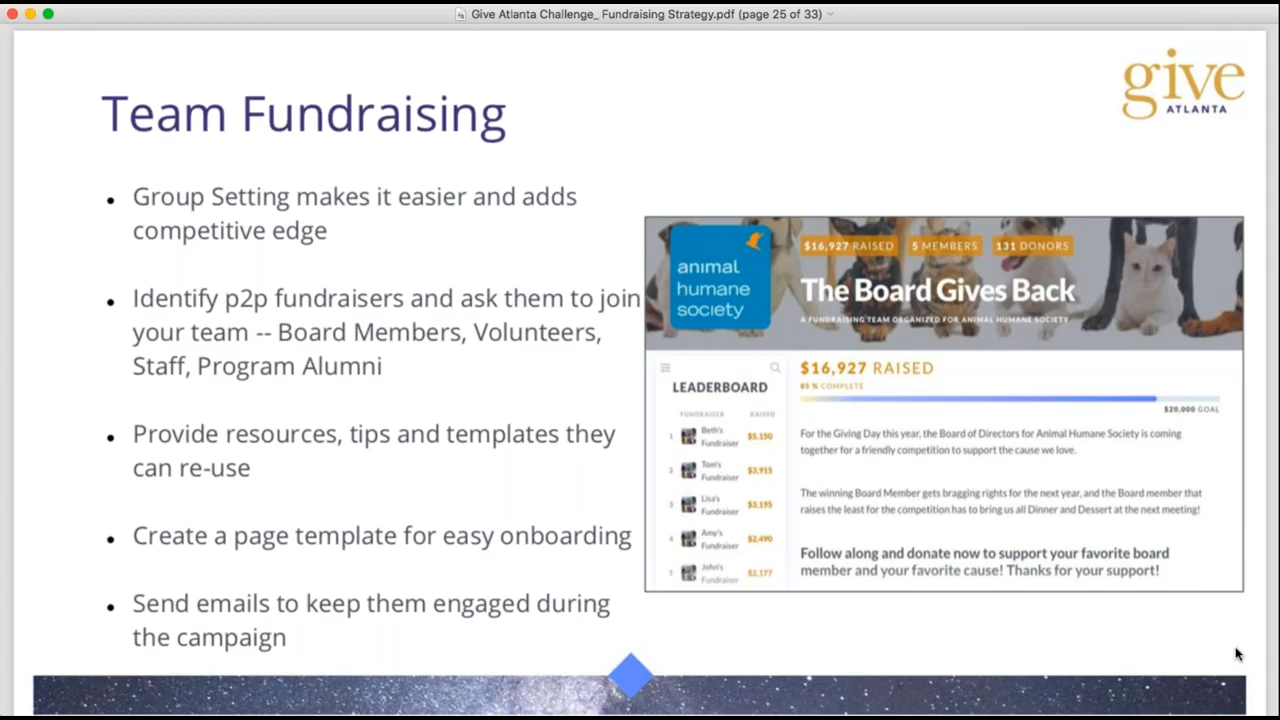 Give Atlanta Challenge_ Fundraising Strategy.pdf (page 25 of 33)
give
ATLANTA
Team Fundraising
• Group Setting makes it easier and adds
competitive edge
• Identify p2p fundraisers and ask them to join
your team -- Board Members, Volunteers,
Staff, Program Alumni
• Provide resources, tips and templates they
can re-use
• Create a page template for easy onboarding
• Send emails to keep them engaged during
the campaign
animal
humane
society
$16,927 RAISED 5 MEMBERS 131 DONORS
The Board Gives Back
A FUNDRAISING TEAM ORGANIZED FOR ANIMAL HUMANE SOCIETY
LEADERBOARD
FUNDRAISER RAISED
1 Beth's Fundraiser $5,150
2 Tom's Fundraiser $3,915
3 Lisa's Fundraiser $3,195
4 Amy's Fundraiser $2,490
5 John's Fundraiser $2,177
$16,927 RAISED
85 % COMPLETE
$20,000 GOAL
For the Giving Day this year, the Board of Directors for Animal Humane Society is coming
together for a friendly competition to support the cause we love.
The winning Board Member gets bragging rights for the next year, and the Board member that
raises the least for the competition has to bring us all Dinner and Dessert at the next meeting!
Follow along and donate now to support your favorite board
member and your favorite cause! Thanks for your support!